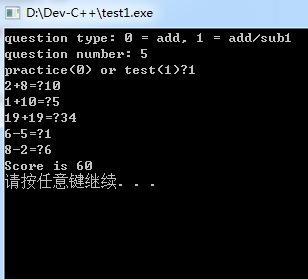 D:\Dev-C++\test1.exe
question type: 0 = add, 1 = add/sub1
question number: 5
practice(0) or test(1)?1
2+8=?10
1+10=?5
19+19=?34
6-5=?1
8-2=?6
Score is 60
请按任意键继续. . .